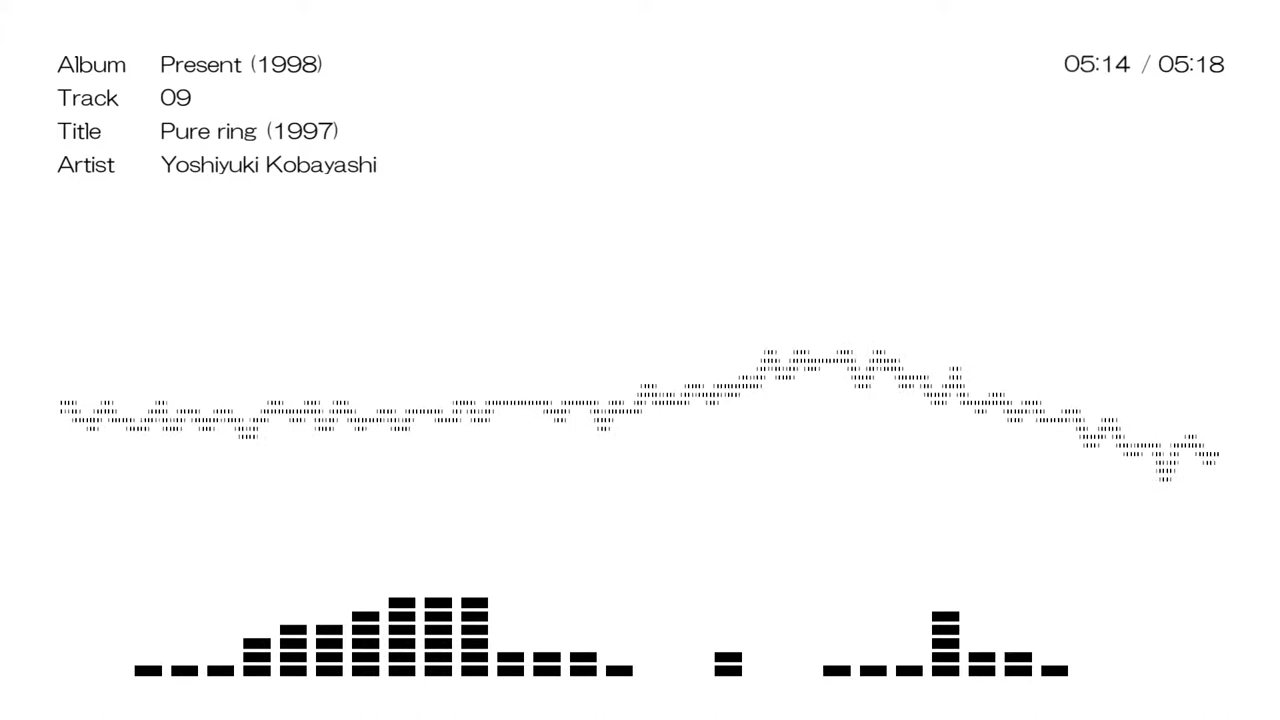 Album Present (1998) 05:14 / 05:18
Track 09
Title Pure ring (1997)
Artist Yoshiyuki Kobayashi